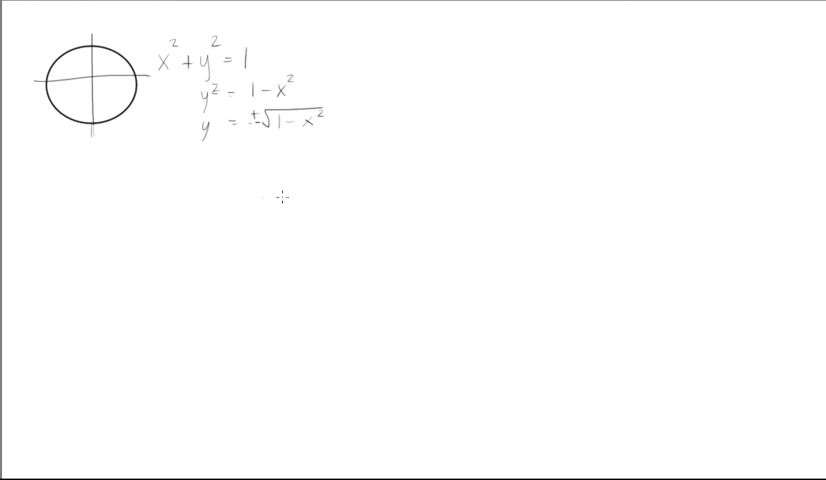 x² + y² = 1
y² = 1 - x²
y = ±√1 - x²